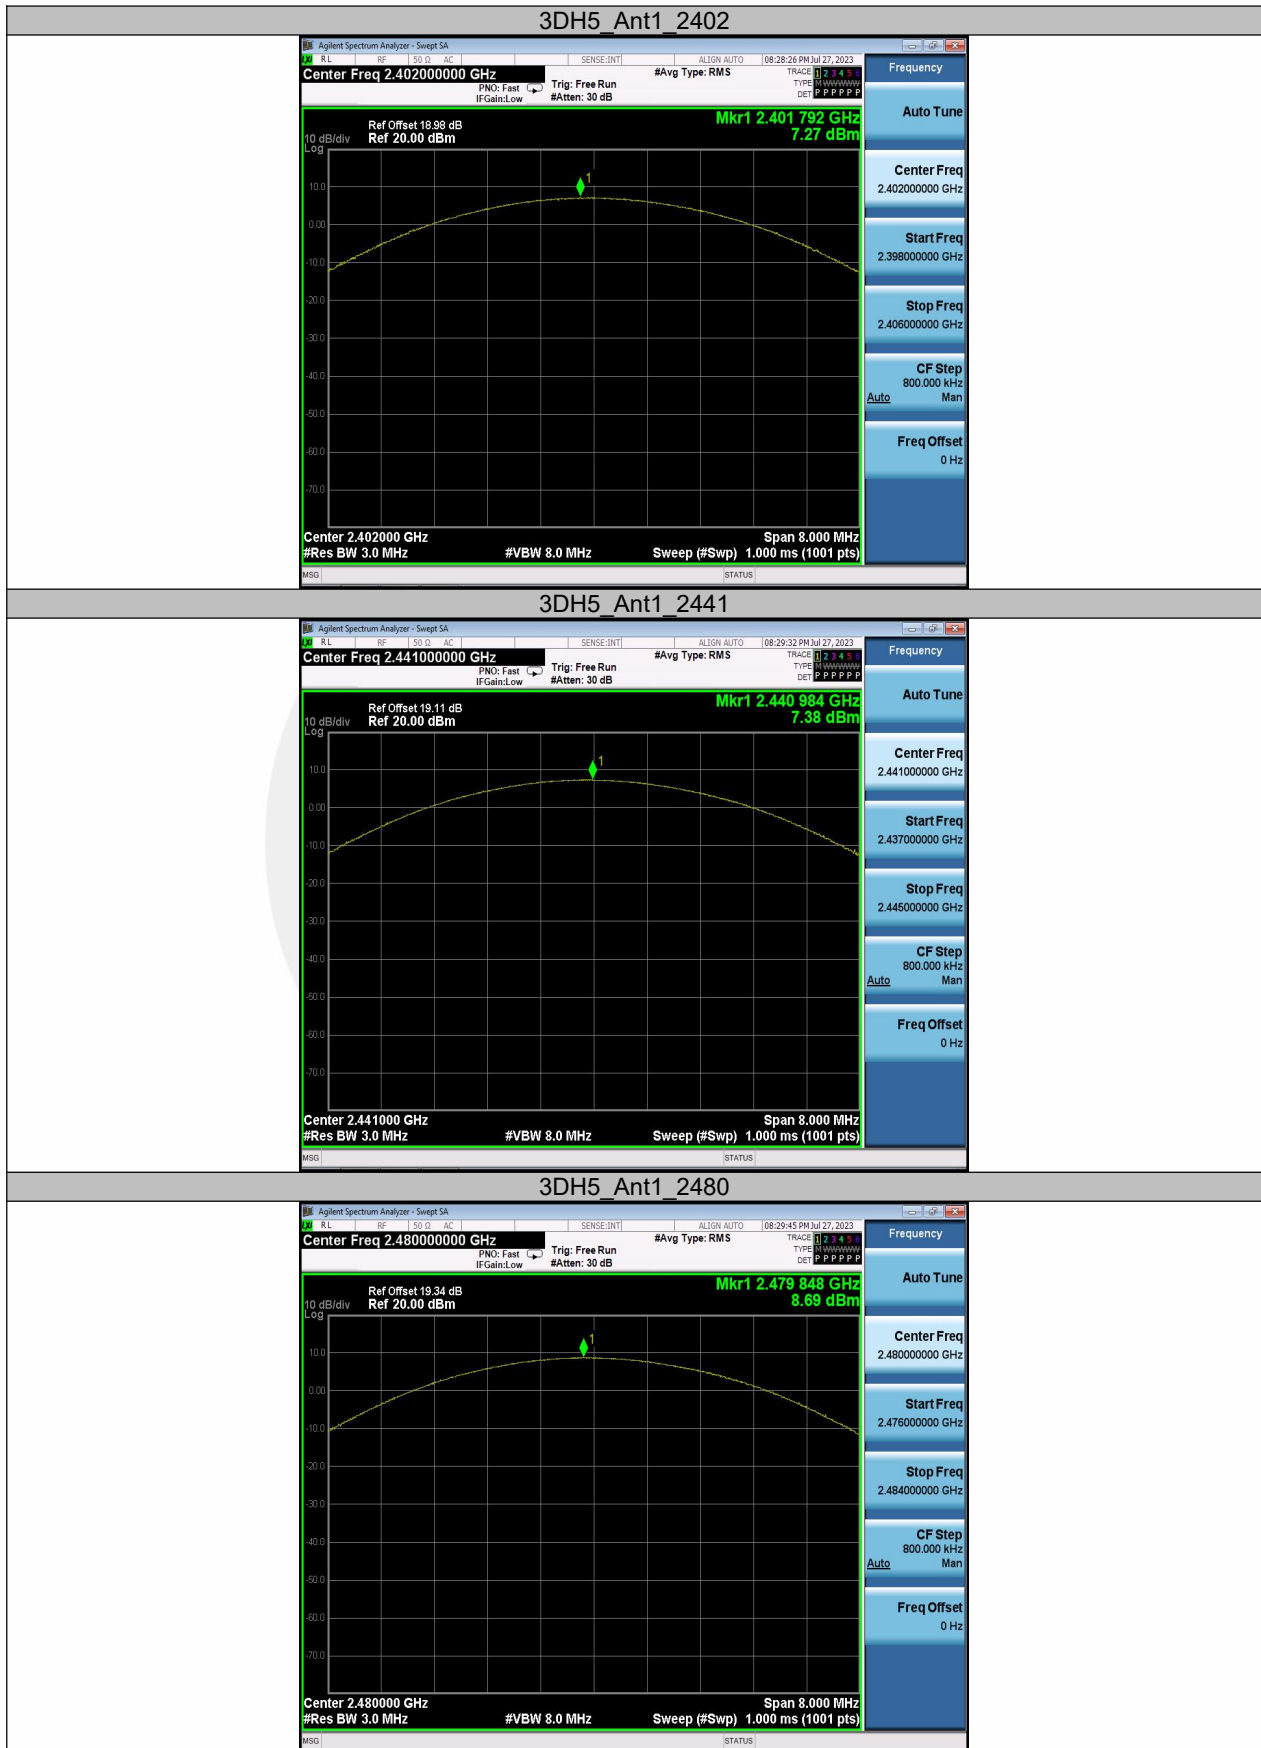 3DH5_Ant1_2402
Agilent Spectrum Analyzer - Swept SA
RL RF 50 Ω AC SENSE:INT ALIGN AUTO 08:28:26 PM Jul 27, 2023
Center Freq 2.402000000 GHz #Avg Type: RMS TRACE 1 2 3 4 5 6
PNO: Fast Trig: Free Run TYPE M WWWWW
IFGain:Low #Atten: 30 dB DET P P P P P P
Frequency
Mkr1 2.401 792 GHz
7.27 dBm
Ref Offset 18.98 dB
10 dB/div Ref 20.00 dBm
Log
1
10.0
0.00
-10.0
-20.0
-30.0
-40.0
-50.0
-60.0
-70.0
Center 2.402000 GHz Span 8.000 MHz
#Res BW 3.0 MHz #VBW 8.0 MHz Sweep (#Swp) 1.000 ms (1001 pts)
MSG STATUS
Auto Tune
Center Freq
2.402000000 GHz
Start Freq
2.398000000 GHz
Stop Freq
2.406000000 GHz
CF Step
800.000 kHz
Auto Man
Freq Offset
0 Hz
3DH5_Ant1_2441
Agilent Spectrum Analyzer - Swept SA
RL RF 50 Ω AC SENSE:INT ALIGN AUTO 08:29:32 PM Jul 27, 2023
Center Freq 2.441000000 GHz #Avg Type: RMS TRACE 1 2 3 4 5 6
PNO: Fast Trig: Free Run TYPE M WWWWW
IFGain:Low #Atten: 30 dB DET P P P P P P
Frequency
Mkr1 2.440 984 GHz
7.38 dBm
Ref Offset 19.11 dB
10 dB/div Ref 20.00 dBm
Log
1
10.0
0.00
-10.0
-20.0
-30.0
-40.0
-50.0
-60.0
-70.0
Center 2.441000 GHz Span 8.000 MHz
#Res BW 3.0 MHz #VBW 8.0 MHz Sweep (#Swp) 1.000 ms (1001 pts)
MSG STATUS
Auto Tune
Center Freq
2.441000000 GHz
Start Freq
2.437000000 GHz
Stop Freq
2.445000000 GHz
CF Step
800.000 kHz
Auto Man
Freq Offset
0 Hz
3DH5_Ant1_2480
Agilent Spectrum Analyzer - Swept SA
RL RF 50 Ω AC SENSE:INT ALIGN AUTO 08:29:45 PM Jul 27, 2023
Center Freq 2.480000000 GHz #Avg Type: RMS TRACE 1 2 3 4 5 6
PNO: Fast Trig: Free Run TYPE M WWWWW
IFGain:Low #Atten: 30 dB DET P P P P P P
Frequency
Mkr1 2.479 848 GHz
8.69 dBm
Ref Offset 19.34 dB
10 dB/div Ref 20.00 dBm
Log
1
10.0
0.00
-10.0
-20.0
-30.0
-40.0
-50.0
-60.0
-70.0
Center 2.480000 GHz Span 8.000 MHz
#Res BW 3.0 MHz #VBW 8.0 MHz Sweep (#Swp) 1.000 ms (1001 pts)
MSG STATUS
Auto Tune
Center Freq
2.480000000 GHz
Start Freq
2.476000000 GHz
Stop Freq
2.484000000 GHz
CF Step
800.000 kHz
Auto Man
Freq Offset
0 Hz